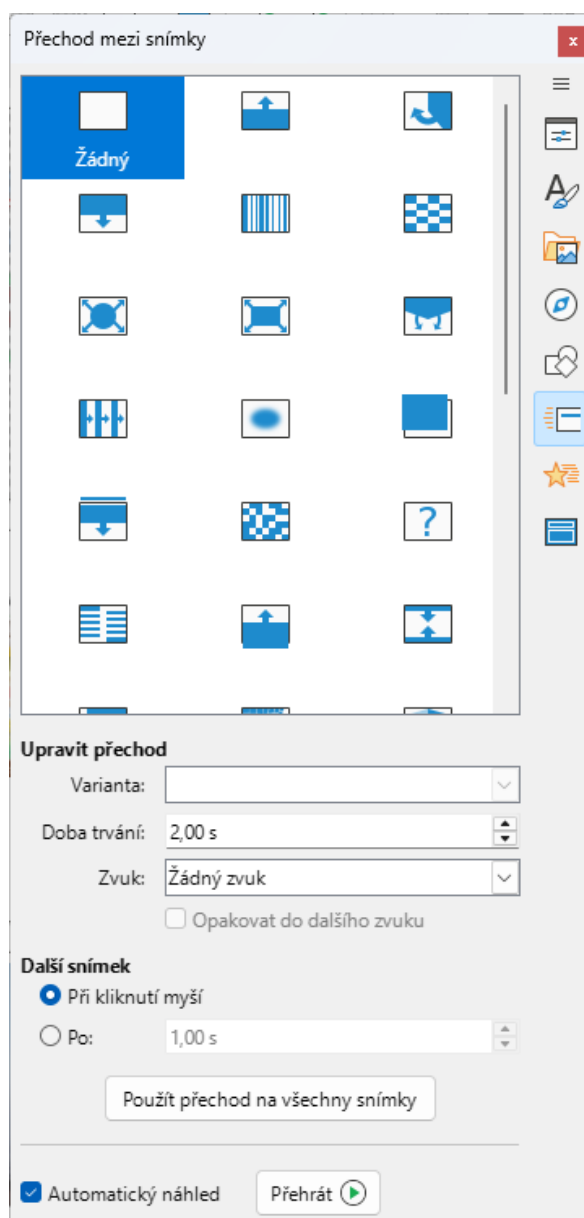 Přechod mezi snímky
Žádný
Upravit přechod
Varianta:
Doba trvání: 2,00 s
Zvuk: Žádný zvuk
Opakovat do dalšího zvuku
Další snímek
Při kliknutí myší
Po: 1,00 s
Použít přechod na všechny snímky
Automatický náhled Přehrát